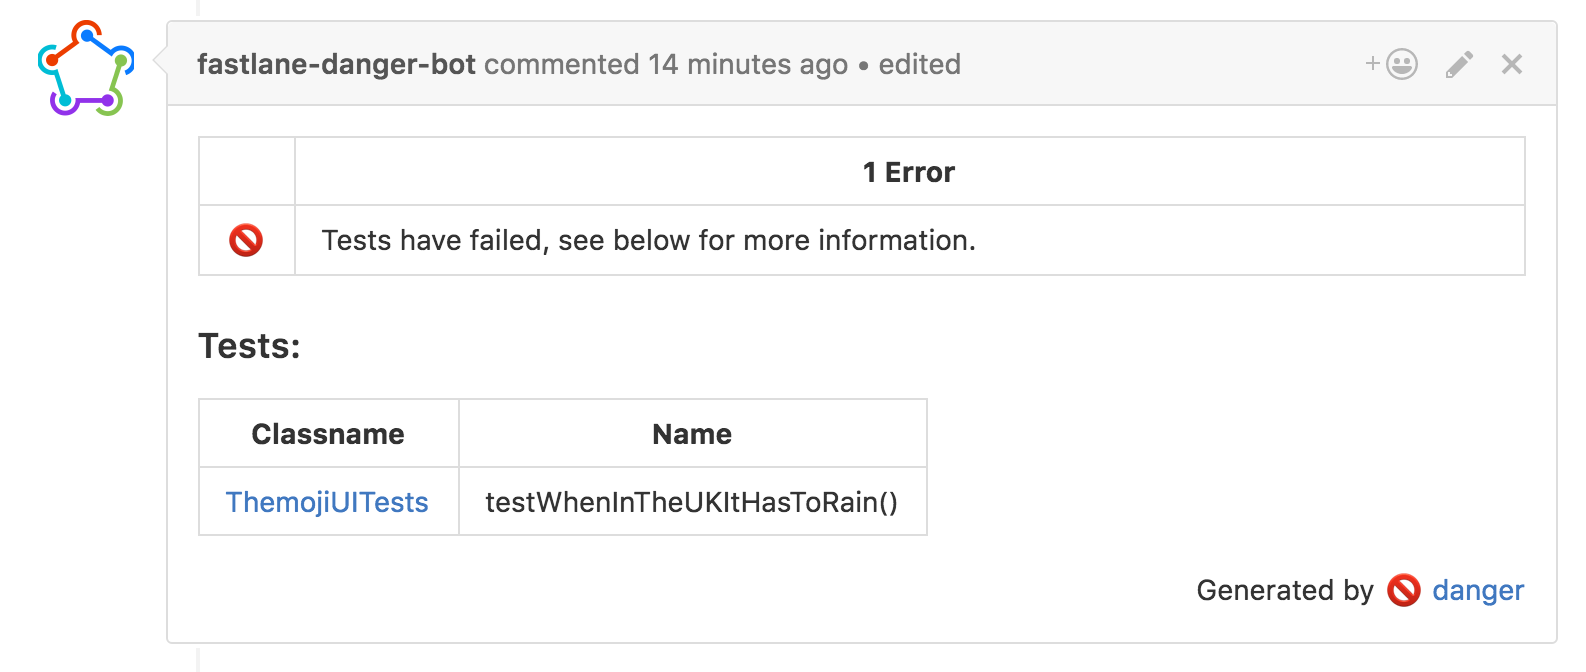 fastlane-danger-bot commented 14 minutes ago • edited
1 Error
Tests have failed, see below for more information.
Tests:
Classname Name
ThemojiUITests testWhenInTheUKItHasToRain()
Generated by danger